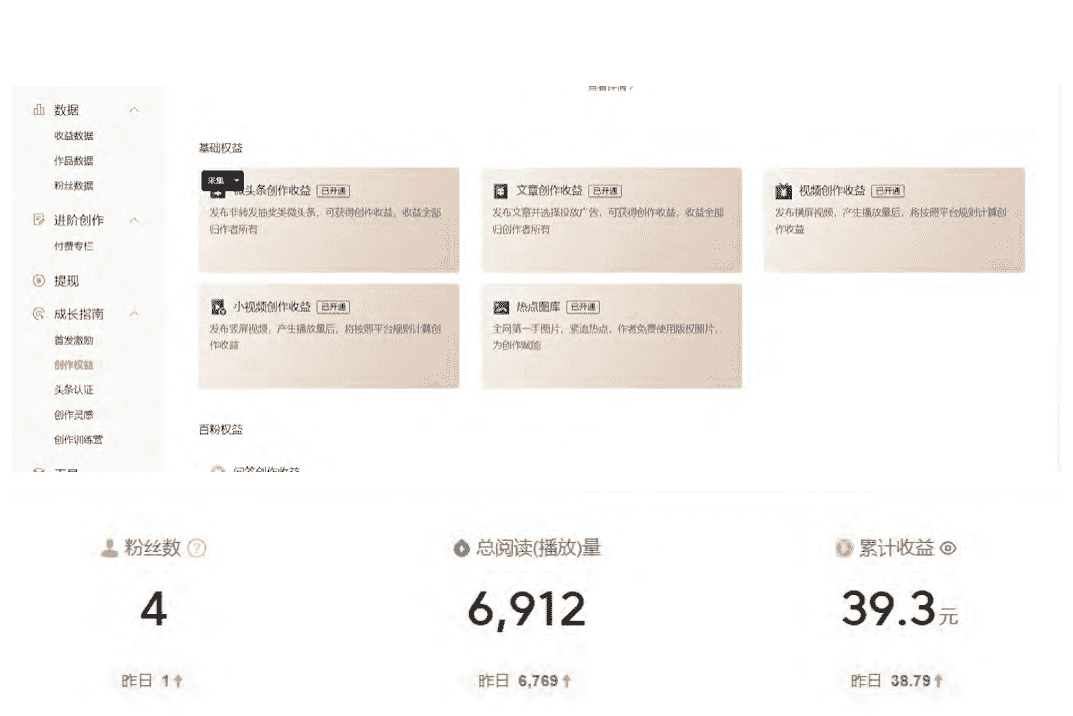 查看详情
数据
收益数据
作品数据
粉丝数据
进阶创作
付费专栏
提现
成长指南
首发激励
创作权益
头条认证
创作灵感
创作训练营
工具
基础权益
采集
微头条创作收益 已开通
发布非转发抽奖类微头条，可获得创作收益，收益全部
归作者所有
文章创作收益 已开通
发布文章并选择投放广告，可获得创作收益，收益全部
归创作者所有
视频创作收益 已开通
发布横屏视频，产生播放量后，将按照平台规则计算创
作收益
小视频创作收益 已开通
发布竖屏视频，产生播放量后，将按照平台规则计算创
作收益
热点图库 已开通
全网第一手图片，紧追热点，作者免费使用版权图片，
为创作赋能
百粉权益
问答创作收益
粉丝数
4
昨日 1
总阅读(播放)量
6,912
昨日 6,769
累计收益
39.3元
昨日 38.79